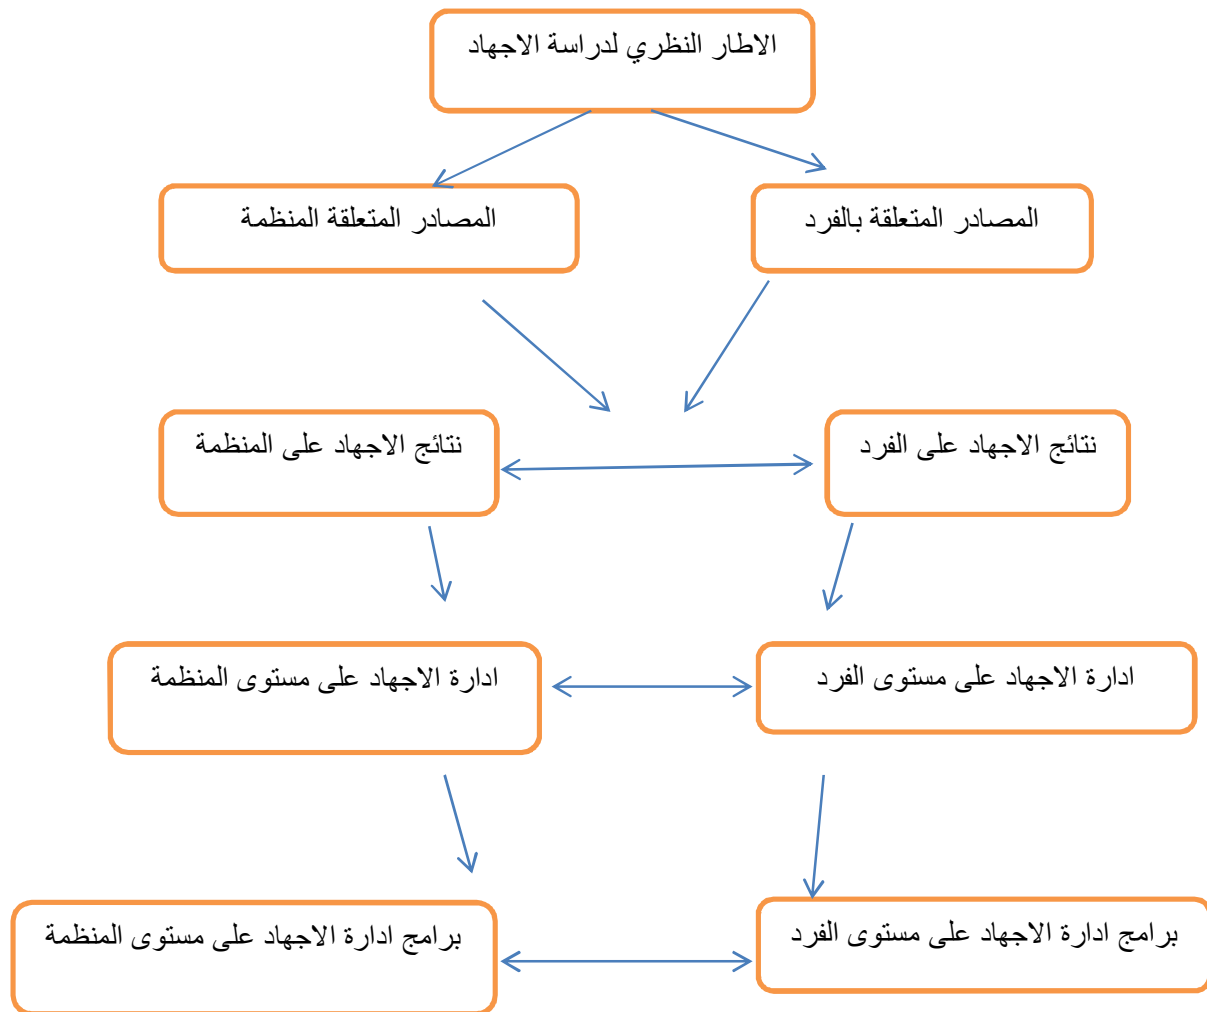 الاطار النظري لدراسة الاجهاد
المصادر المتعلقة بالفرد
المصادر المتعلقة المنظمة
نتائج الاجهاد على الفرد
نتائج الاجهاد على المنظمة
ادارة الاجهاد على مستوى الفرد
ادارة الاجهاد على مستوى المنظمة
برامج ادارة الاجهاد على مستوى الفرد
برامج ادارة الاجهاد على مستوى المنظمة